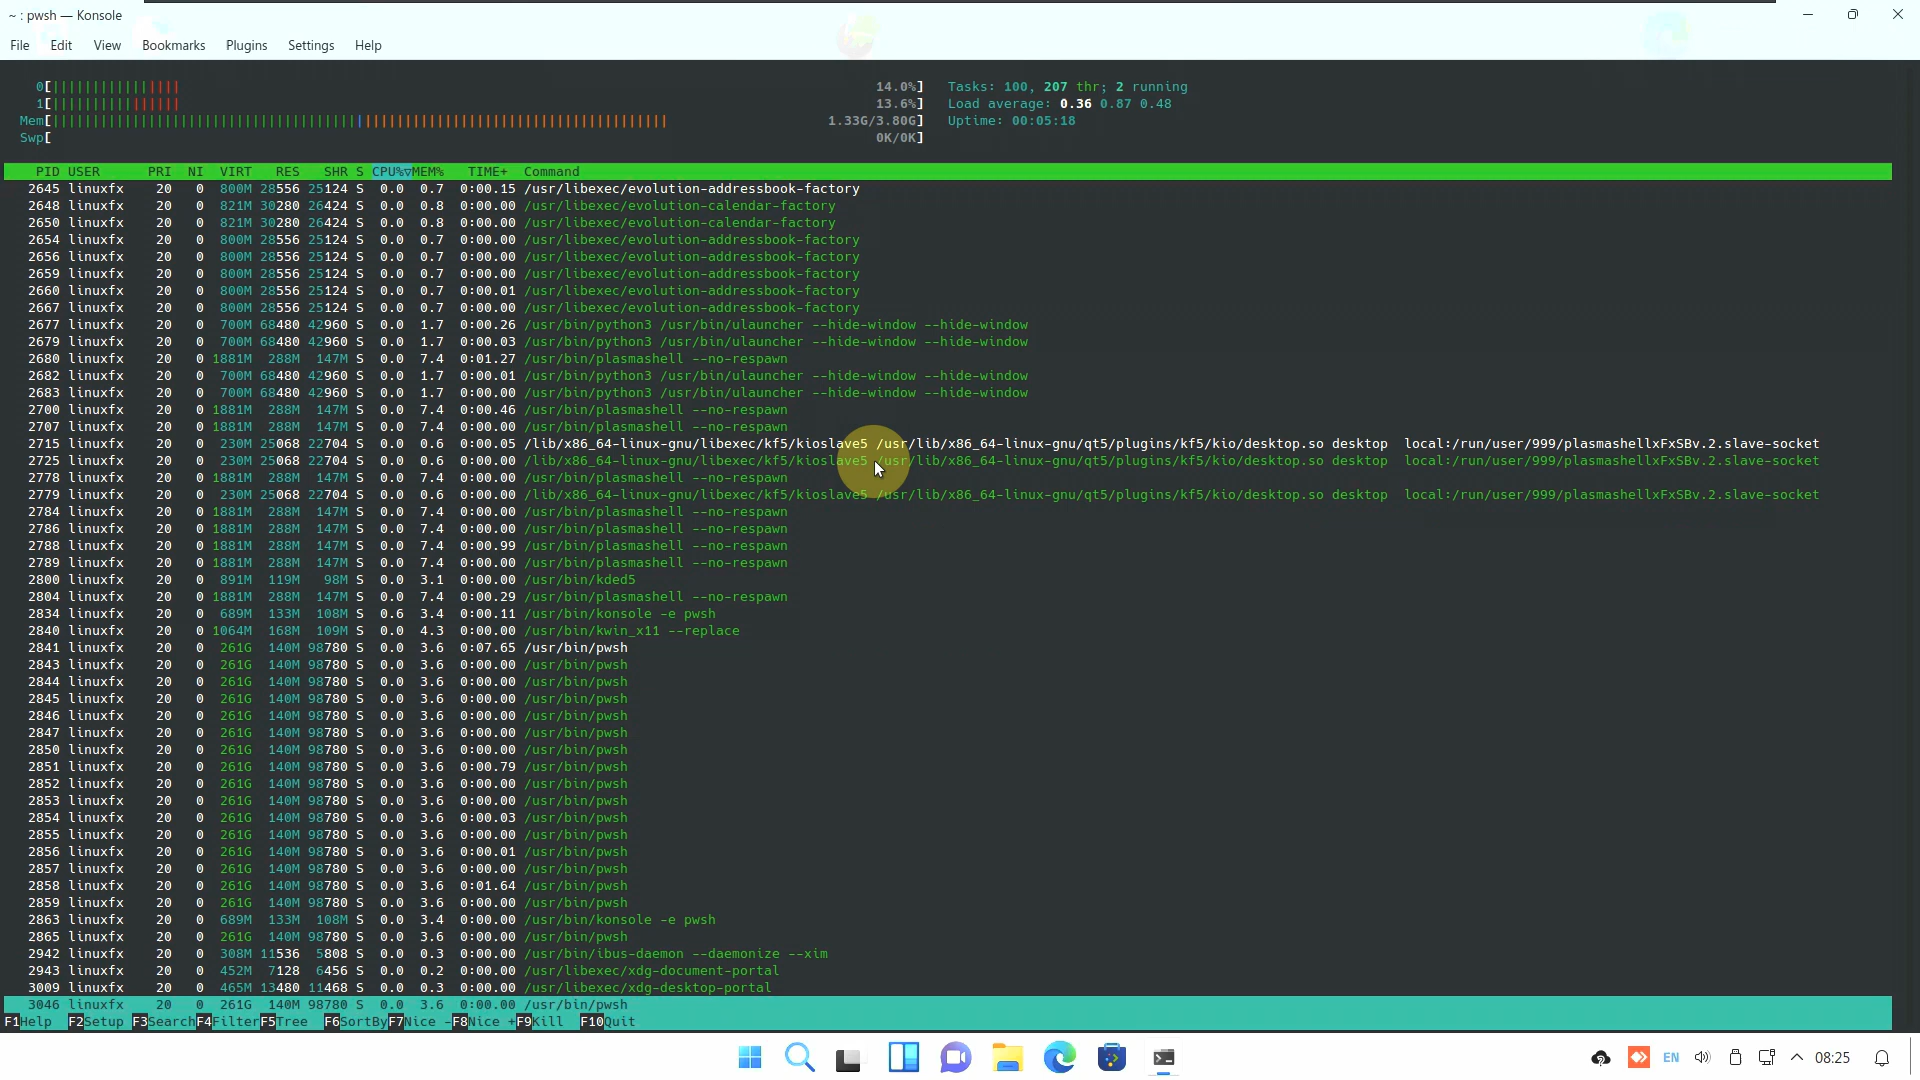 ~ : pwsh — Konsole
File Edit View Bookmarks Plugins Settings Help
0[|||||||||||||||| 14.0%] Tasks: 100, 207 thr; 2 running
1[|||||||||||||||| 13.6%] Load average: 0.36 0.87 0.48
Mem[||||||||||||||||||||||||||||||||||||||||||||||||||||||||||||||||||||||||||||| 1.33G/3.80G] Uptime: 00:05:18
Swp[ 0K/0K]
PID USER PRI NI VIRT RES SHR S CPU%▽MEM% TIME+ Command
2645 linuxfx 20 0 800M 28556 25124 S 0.0 0.7 0:00.15 /usr/libexec/evolution-addressbook-factory
2648 linuxfx 20 0 821M 30280 26424 S 0.0 0.8 0:00.00 /usr/libexec/evolution-calendar-factory
2650 linuxfx 20 0 821M 30280 26424 S 0.0 0.8 0:00.00 /usr/libexec/evolution-calendar-factory
2654 linuxfx 20 0 800M 28556 25124 S 0.0 0.7 0:00.00 /usr/libexec/evolution-addressbook-factory
2656 linuxfx 20 0 800M 28556 25124 S 0.0 0.7 0:00.00 /usr/libexec/evolution-addressbook-factory
2659 linuxfx 20 0 800M 28556 25124 S 0.0 0.7 0:00.00 /usr/libexec/evolution-addressbook-factory
2660 linuxfx 20 0 800M 28556 25124 S 0.0 0.7 0:00.01 /usr/libexec/evolution-addressbook-factory
2667 linuxfx 20 0 800M 28556 25124 S 0.0 0.7 0:00.00 /usr/libexec/evolution-addressbook-factory
2677 linuxfx 20 0 700M 68480 42960 S 0.0 1.7 0:00.26 /usr/bin/python3 /usr/bin/ulauncher --hide-window --hide-window
2679 linuxfx 20 0 700M 68480 42960 S 0.0 1.7 0:00.03 /usr/bin/python3 /usr/bin/ulauncher --hide-window --hide-window
2680 linuxfx 20 0 1881M 288M 147M S 0.0 7.4 0:01.27 /usr/bin/plasmashell --no-respawn
2682 linuxfx 20 0 700M 68480 42960 S 0.0 1.7 0:00.01 /usr/bin/python3 /usr/bin/ulauncher --hide-window --hide-window
2683 linuxfx 20 0 700M 68480 42960 S 0.0 1.7 0:00.00 /usr/bin/python3 /usr/bin/ulauncher --hide-window --hide-window
2700 linuxfx 20 0 1881M 288M 147M S 0.0 7.4 0:00.46 /usr/bin/plasmashell --no-respawn
2707 linuxfx 20 0 1881M 288M 147M S 0.0 7.4 0:00.00 /usr/bin/plasmashell --no-respawn
2715 linuxfx 20 0 230M 25068 22704 S 0.0 0.6 0:00.05 /lib/x86_64-linux-gnu/libexec/kf5/kioslave5 /usr/lib/x86_64-linux-gnu/qt5/plugins/kf5/kio/desktop.so desktop local:/run/user/999/plasmashellxFxSBv.2.slave-socket
2725 linuxfx 20 0 230M 25068 22704 S 0.0 0.6 0:00.00 /lib/x86_64-linux-gnu/libexec/kf5/kioslave5 /usr/lib/x86_64-linux-gnu/qt5/plugins/kf5/kio/desktop.so desktop local:/run/user/999/plasmashellxFxSBv.2.slave-socket
2778 linuxfx 20 0 1881M 288M 147M S 0.0 7.4 0:00.00 /usr/bin/plasmashell --no-respawn
2779 linuxfx 20 0 230M 25068 22704 S 0.0 0.6 0:00.00 /lib/x86_64-linux-gnu/libexec/kf5/kioslave5 /usr/lib/x86_64-linux-gnu/qt5/plugins/kf5/kio/desktop.so desktop local:/run/user/999/plasmashellxFxSBv.2.slave-socket
2784 linuxfx 20 0 1881M 288M 147M S 0.0 7.4 0:00.00 /usr/bin/plasmashell --no-respawn
2786 linuxfx 20 0 1881M 288M 147M S 0.0 7.4 0:00.00 /usr/bin/plasmashell --no-respawn
2788 linuxfx 20 0 1881M 288M 147M S 0.0 7.4 0:00.99 /usr/bin/plasmashell --no-respawn
2789 linuxfx 20 0 1881M 288M 147M S 0.0 7.4 0:00.00 /usr/bin/plasmashell --no-respawn
2800 linuxfx 20 0 891M 119M 98M S 0.0 3.1 0:00.00 /usr/bin/kded5
2804 linuxfx 20 0 1881M 288M 147M S 0.0 7.4 0:00.29 /usr/bin/plasmashell --no-respawn
2834 linuxfx 20 0 689M 133M 108M S 0.6 3.4 0:00.11 /usr/bin/konsole -e pwsh
2840 linuxfx 20 0 1064M 168M 109M S 0.0 4.3 0:00.00 /usr/bin/kwin_x11 --replace
2841 linuxfx 20 0 261G 140M 98780 S 0.0 3.6 0:07.65 /usr/bin/pwsh
2843 linuxfx 20 0 261G 140M 98780 S 0.0 3.6 0:00.00 /usr/bin/pwsh
2844 linuxfx 20 0 261G 140M 98780 S 0.0 3.6 0:00.00 /usr/bin/pwsh
2845 linuxfx 20 0 261G 140M 98780 S 0.0 3.6 0:00.00 /usr/bin/pwsh
2846 linuxfx 20 0 261G 140M 98780 S 0.0 3.6 0:00.00 /usr/bin/pwsh
2847 linuxfx 20 0 261G 140M 98780 S 0.0 3.6 0:00.00 /usr/bin/pwsh
2850 linuxfx 20 0 261G 140M 98780 S 0.0 3.6 0:00.00 /usr/bin/pwsh
2851 linuxfx 20 0 261G 140M 98780 S 0.0 3.6 0:00.79 /usr/bin/pwsh
2852 linuxfx 20 0 261G 140M 98780 S 0.0 3.6 0:00.00 /usr/bin/pwsh
2853 linuxfx 20 0 261G 140M 98780 S 0.0 3.6 0:00.00 /usr/bin/pwsh
2854 linuxfx 20 0 261G 140M 98780 S 0.0 3.6 0:00.03 /usr/bin/pwsh
2855 linuxfx 20 0 261G 140M 98780 S 0.0 3.6 0:00.00 /usr/bin/pwsh
2856 linuxfx 20 0 261G 140M 98780 S 0.0 3.6 0:00.01 /usr/bin/pwsh
2857 linuxfx 20 0 261G 140M 98780 S 0.0 3.6 0:00.00 /usr/bin/pwsh
2858 linuxfx 20 0 261G 140M 98780 S 0.0 3.6 0:01.64 /usr/bin/pwsh
2859 linuxfx 20 0 261G 140M 98780 S 0.0 3.6 0:00.00 /usr/bin/pwsh
2863 linuxfx 20 0 689M 133M 108M S 0.0 3.4 0:00.00 /usr/bin/konsole -e pwsh
2865 linuxfx 20 0 261G 140M 98780 S 0.0 3.6 0:00.00 /usr/bin/pwsh
2942 linuxfx 20 0 308M 11536 5808 S 0.0 0.3 0:00.00 /usr/bin/ibus-daemon --daemonize --xim
2943 linuxfx 20 0 452M 7128 6456 S 0.0 0.2 0:00.00 /usr/libexec/xdg-document-portal
3009 linuxfx 20 0 465M 13480 11468 S 0.0 0.3 0:00.00 /usr/libexec/xdg-desktop-portal
3046 linuxfx 20 0 261G 140M 98780 S 0.0 3.6 0:00.00 /usr/bin/pwsh
F1Help F2Setup F3SearchF4FilterF5Tree F6SortByF7Nice -F8Nice +F9Kill F10Quit
EN 08:25